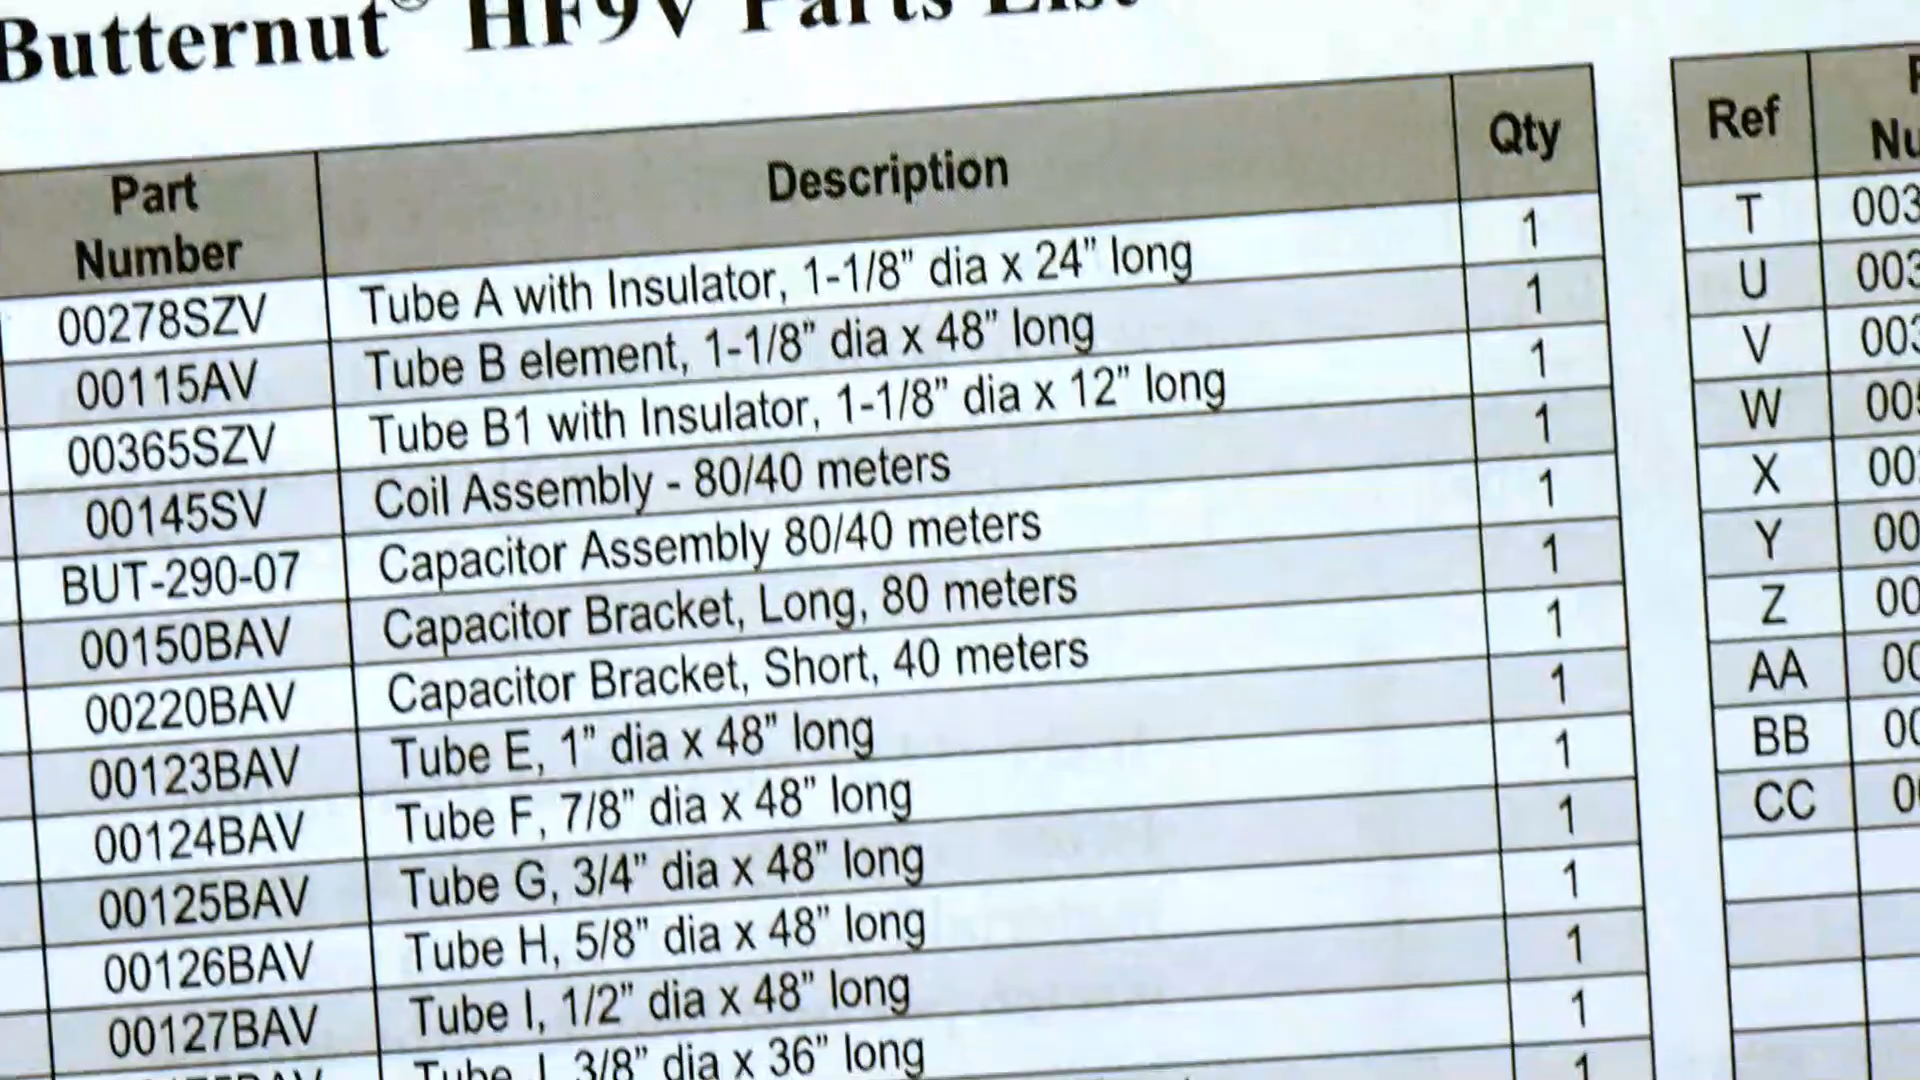 Butternut® HF9V Parts List
Part Number Description Qty
00278SZV Tube A with Insulator, 1-1/8” dia x 24” long 1
00115AV Tube B element, 1-1/8” dia x 48” long 1
00365SZV Tube B1 with Insulator, 1-1/8” dia x 12” long 1
00145SV Coil Assembly - 80/40 meters 1
BUT-290-07 Capacitor Assembly 80/40 meters 1
00150BAV Capacitor Bracket, Long, 80 meters 1
00220BAV Capacitor Bracket, Short, 40 meters 1
00123BAV Tube E, 1” dia x 48” long 1
00124BAV Tube F, 7/8” dia x 48” long 1
00125BAV Tube G, 3/4” dia x 48” long 1
00126BAV Tube H, 5/8” dia x 48” long 1
00127BAV Tube I, 1/2” dia x 48” long 1
Tube J, 3/8” dia x 36” long 1
1
Ref
T 003
U 003
V 003
W 00
X 00
Y 00
Z 00
AA 00
BB 00
CC 0